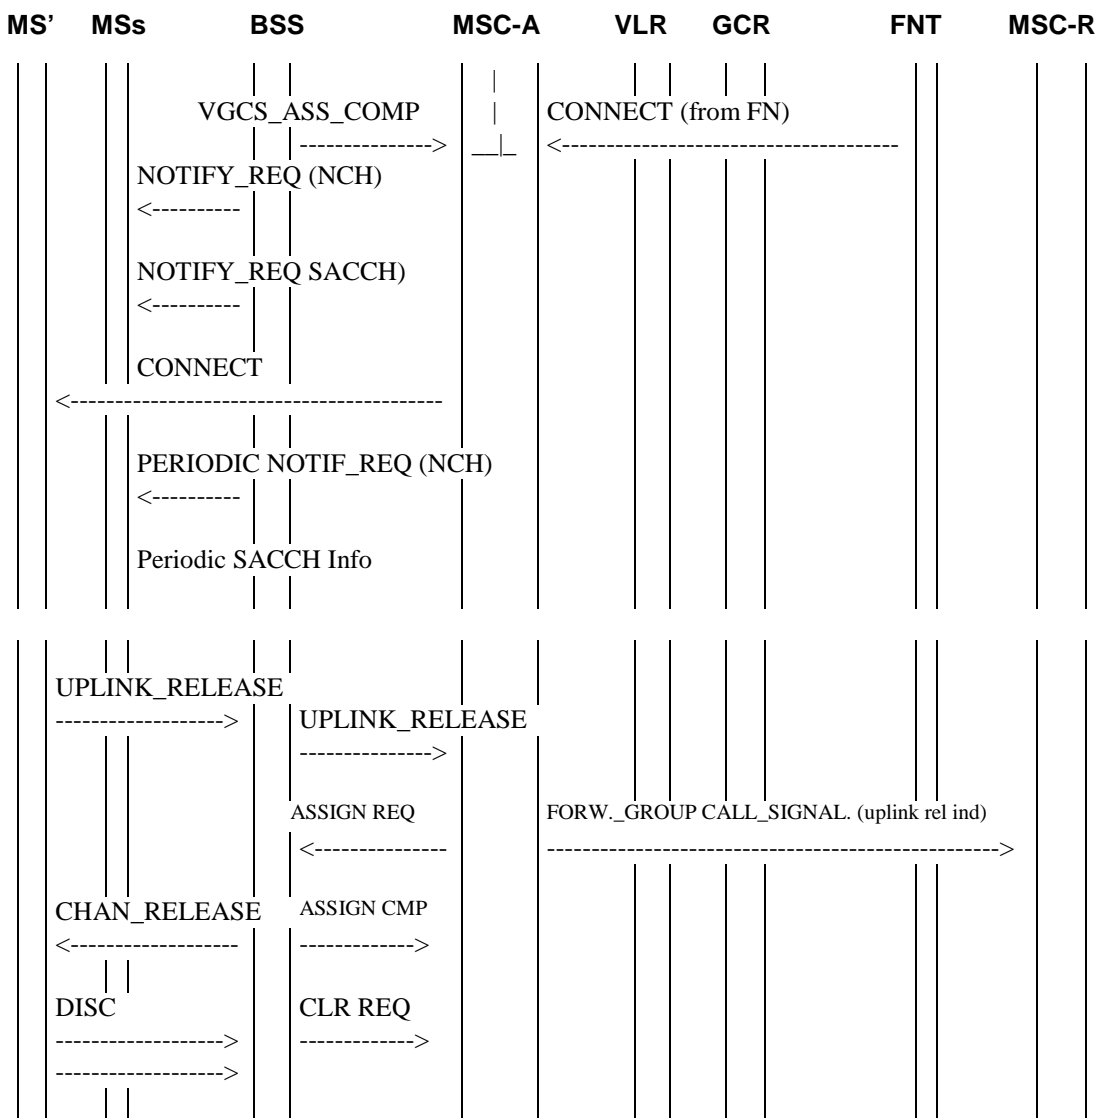 MS’ MSs BSS MSC-A VLR GCR FNT MSC-R
VGCS_ASS_COMP CONNECT (from FN)
NOTIFY_REQ (NCH)
NOTIFY_REQ SACCH)
CONNECT
PERIODIC NOTIF_REQ (NCH)
Periodic SACCH Info
UPLINK_RELEASE
UPLINK_RELEASE
ASSIGN REQ FORW._GROUP CALL_SIGNAL. (uplink rel ind)
CHAN_RELEASE ASSIGN CMP
DISC CLR REQ